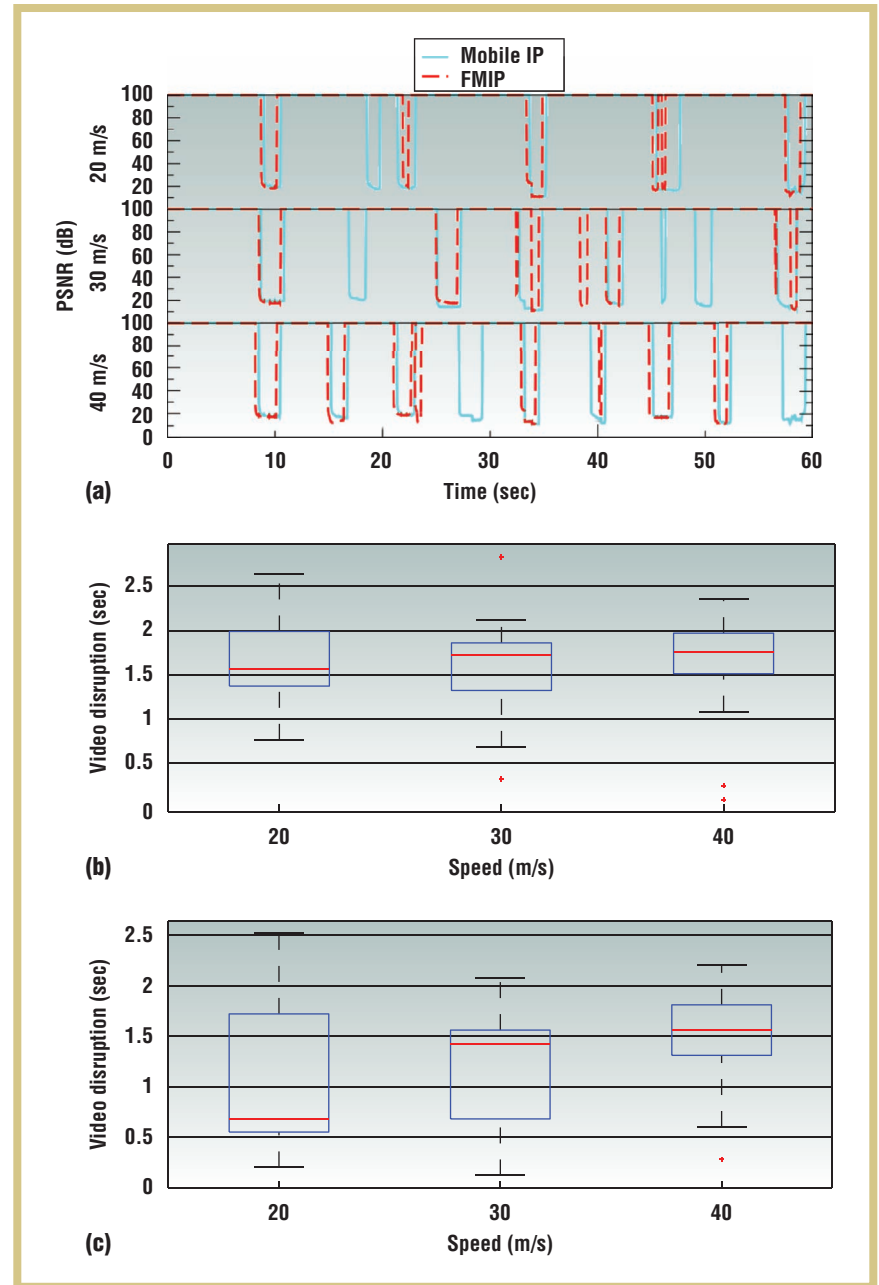 Mobile IP
FMIP
PSNR (dB)
20 m/s
100
80
60
40
20
30 m/s
100
80
60
40
20
40 m/s
100
80
60
40
20
0
0 10 20 30 40 50 60
Time (sec)
(a)
Video disruption (sec)
2.5
2
1.5
1
0.5
0
20 30 40
Speed (m/s)
(b)
Video disruption (sec)
2.5
2
1.5
1
0.5
0
20 30 40
Speed (m/s)
(c)